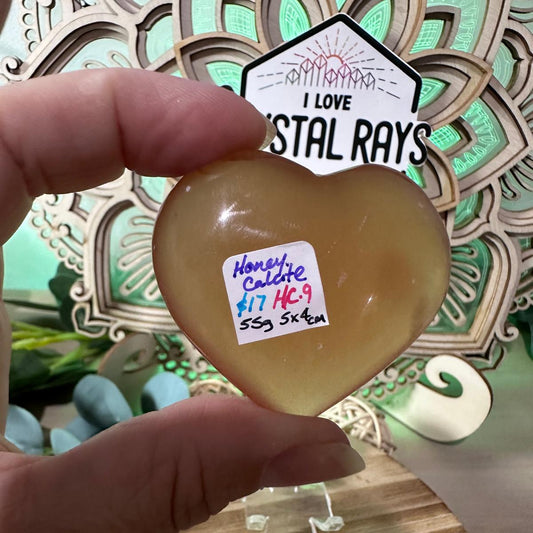 I LOVE
STAL RAYS
Honey
Calcite
$17 HC.9
55g 5x4cm